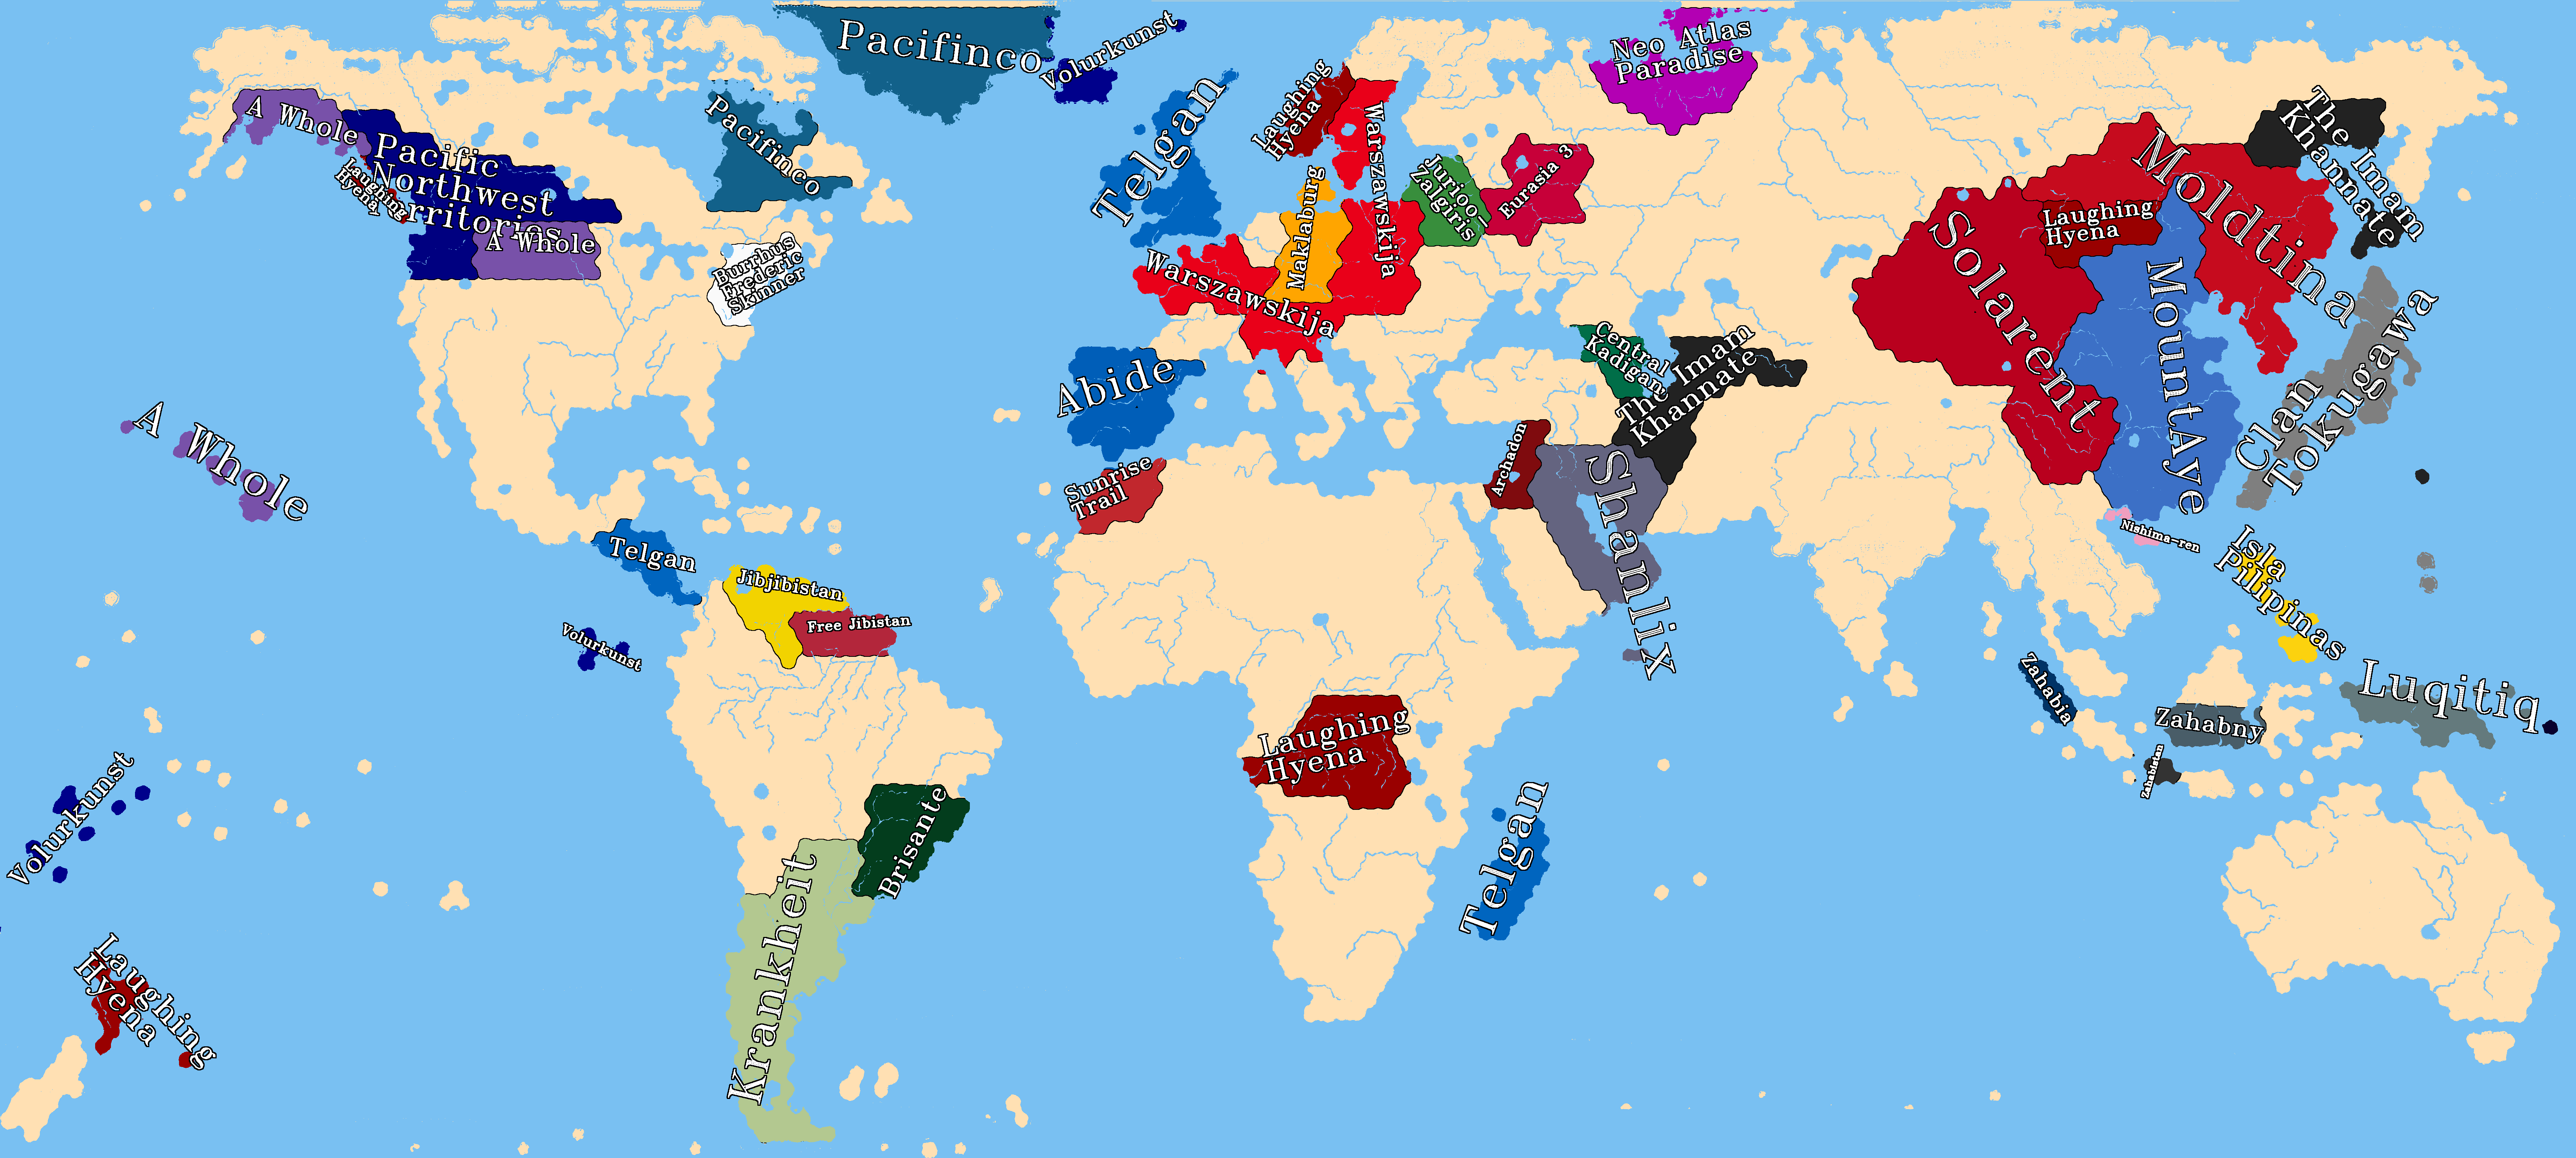 Pacifinco
Volurkunst
Neo Atlas
Paradise
A Whole
Pacific
Northwest
Territories
Laughing
Hyena
A Whole
Pacifinco
Burrhus
Frederic
Skinner
Telgan
Laughing
Hyena
Warszawskija
Maklaburg
Warszawskija
Juriool
Zalgiris
Eurasia 3
The Imam
Khannate
Moldtina
Laughing
Hyena
Solarent
MountAye
Clan
Tokugawa
Abide
Central
Kadigan
The Imam
Khannate
Archadon
Shamlix
Sunrise
Trail
A Whole
Telgan
Jibjibistan
Free Jibistan
Volurkunst
Nishima-ren
Isla
Pilipinas
Luqitiq
Zahabia
Zahabny
Zahabistan
Laughing
Hyena
Telgan
Brisante
Krankheit
Volurkunst
Laughing
Hyena